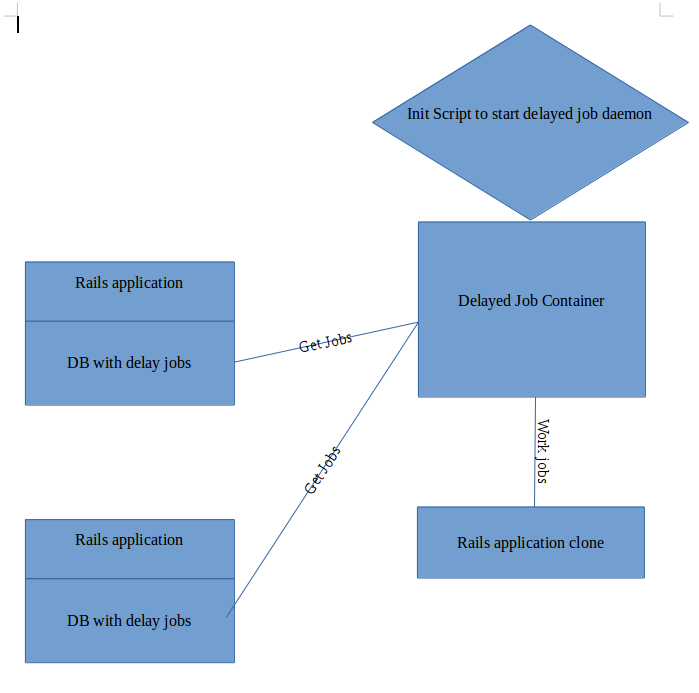 Init Script to start delayed job daemon
Rails application
DB with delay jobs
Get Jobs
Delayed Job Container
Get Jobs
Work jobs
Rails application
DB with delay jobs
Rails application clone